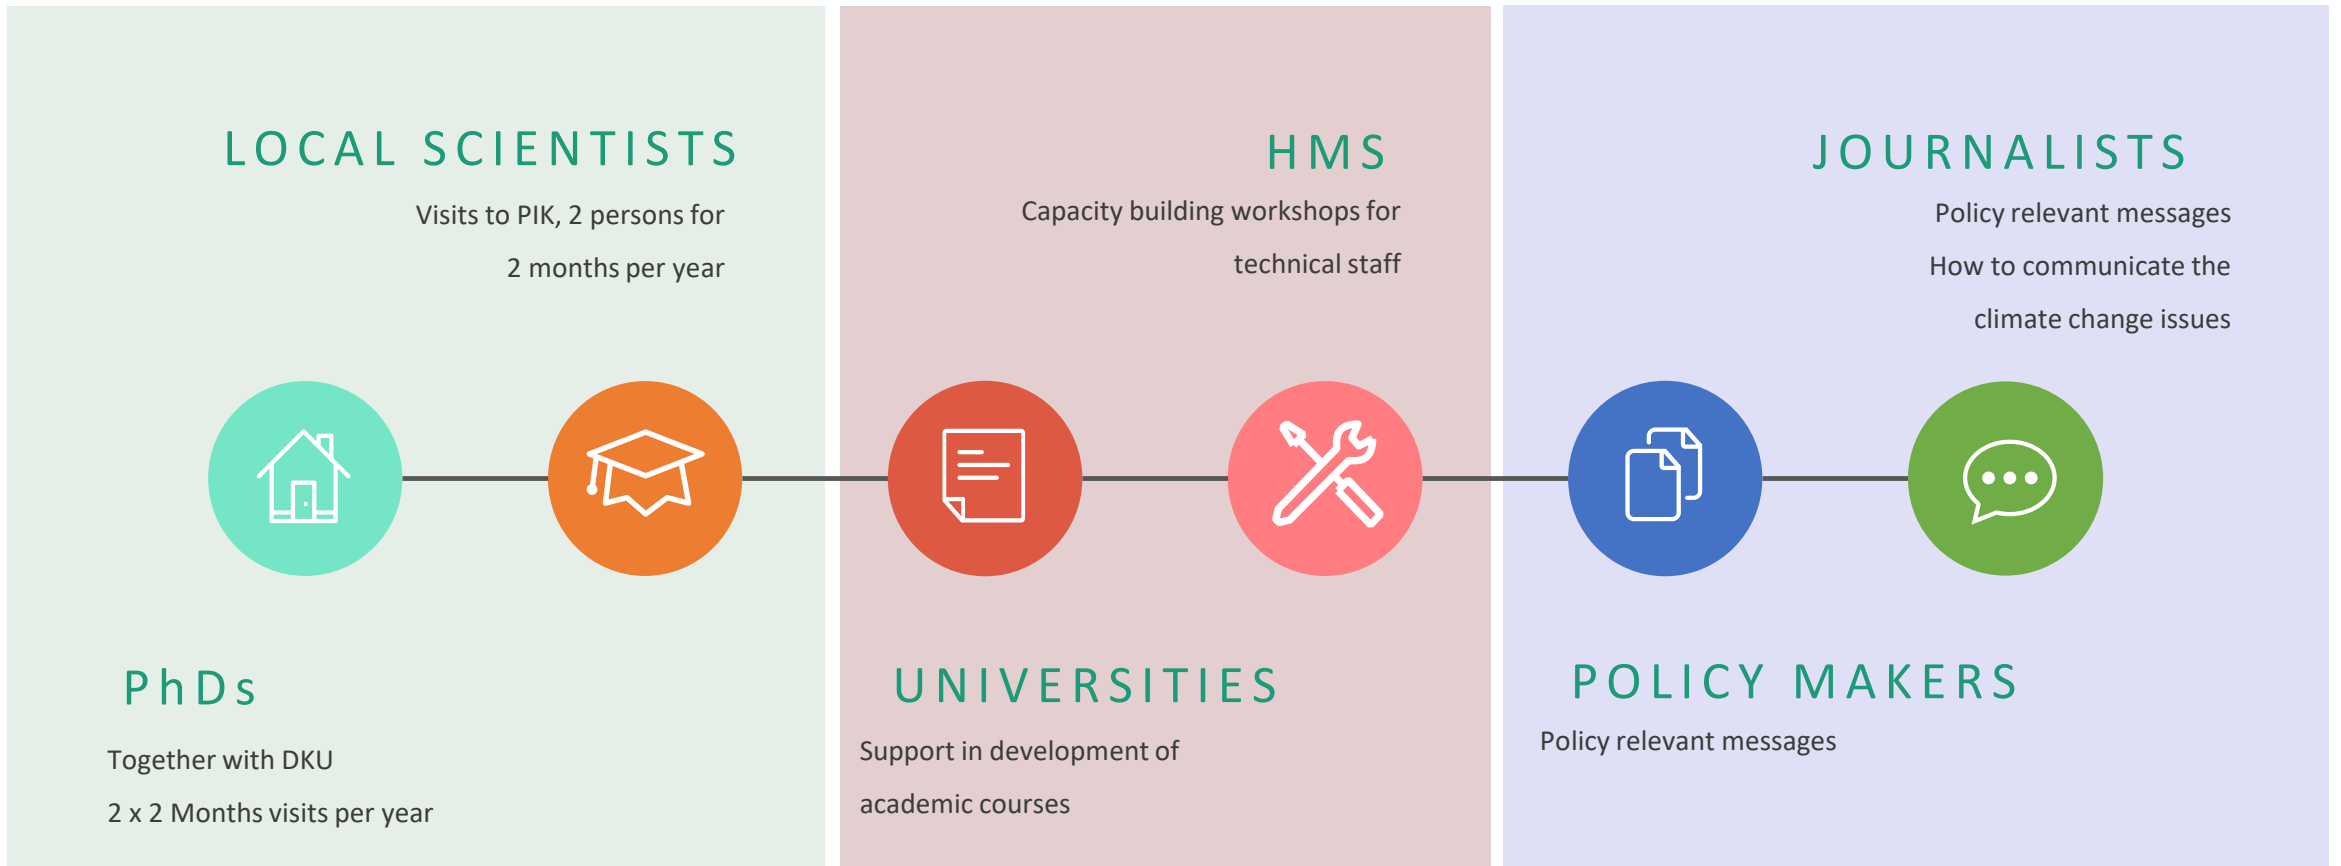 LOCAL SCIENTISTS
Visits to PIK, 2 persons for
2 months per year
PhDs
Together with DKU
2 x 2 Months visits per year
HMS
Capacity building workshops for
technical staff
UNIVERSITIES
Support in development of
academic courses
JOURNALISTS
Policy relevant messages
How to communicate the
climate change issues
POLICY MAKERS
Policy relevant messages